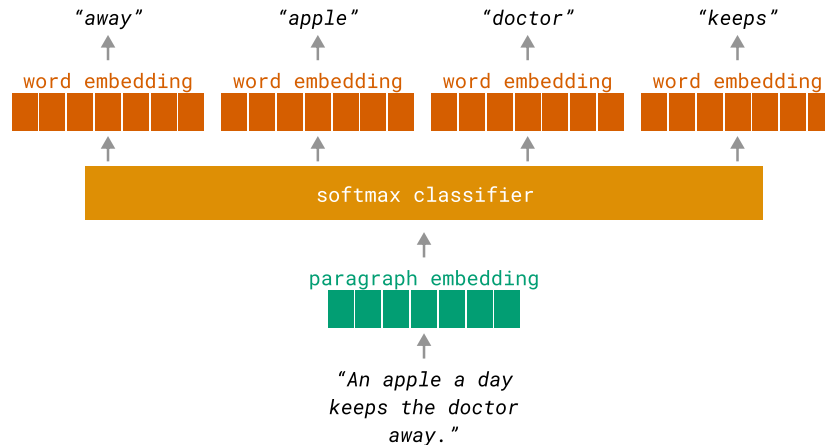 “away” “apple” “doctor” “keeps”
word embedding word embedding word embedding word embedding
softmax classifier
paragraph embedding
“An apple a day
keeps the doctor
away.”